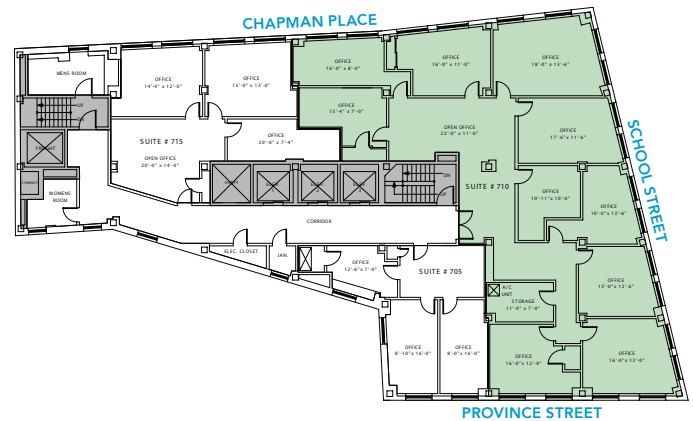 CHAPMAN PLACE
MENS ROOM
OFFICE
14'-4" x 12'-0"
OFFICE
15'-0" x 13'-0"
OFFICE
16'-0" x 8'-0"
OFFICE
16'-0" x 11'-0"
OFFICE
18'-0" x 13'-6"
UP
DN
OFFICE
15'-4" x 7'-0"
OPEN OFFICE
22'-0" x 11'-0"
OFFICE
17'-6" x 11'-6"
SCHOOL STREET
SUITE # 715
OPEN OFFICE
20'-0" x 14'-0"
OFFICE
20'-0" x 7'-4"
FREIGHT
WOMENS
ROOM
DN
UP
SUITE # 710
OFFICE
10'-11" x 10'-0"
OFFICE
10'-0" x 13'-6"
CORRIDOR
ELEC. CLOSET
JAN.
OFFICE
12'-6" x 7'-0"
SUITE # 705
A/C
UNIT
STORAGE
11'-9" x 7'-0"
OFFICE
13'-0" x 12'-6"
OFFICE
8'-10" x 16'-0"
OFFICE
8'-0" x 16'-0"
OFFICE
16'-0" x 12'-0"
OFFICE
16'-0" x 13'-0"
PROVINCE STREET